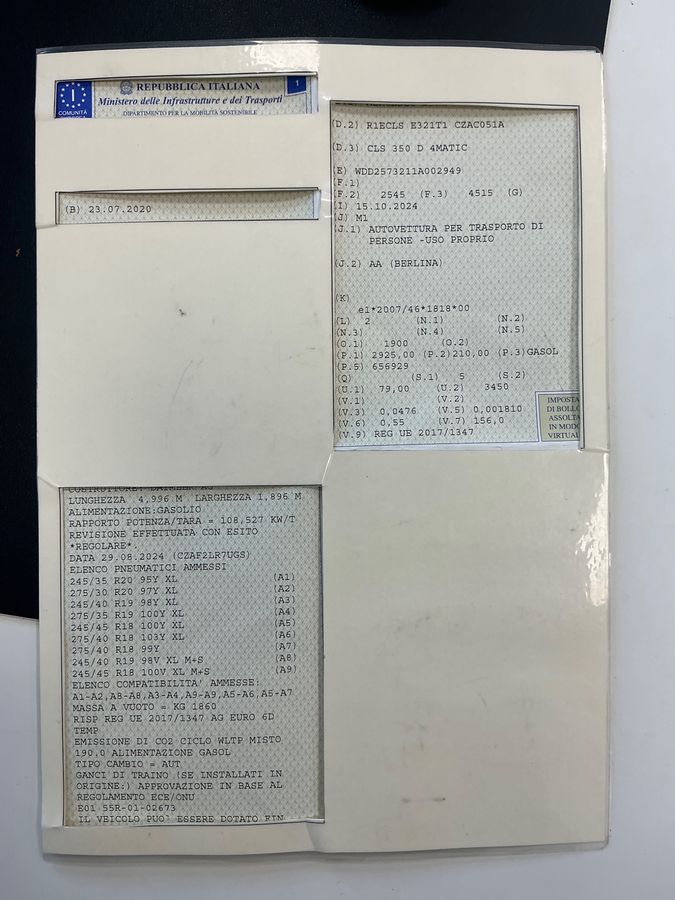 REPUBBLICA ITALIANA
1
I
Ministero delle Infrastrutture e dei Trasporti
COMUNITÀ
DIPARTIMENTO PER LA MOBILITÀ SOSTENIBILE
(B) 23.07.2020
(D.2) R1ECLS E321T1 CZAC051A
(D.3) CLS 350 D 4MATIC
(E) WDD2573211A002949
(F.1)
(F.2) 2545 (F.3) 4515 (G)
(I) 15.10.2024
(J) M1
(J.1) AUTOVETTURA PER TRASPORTO DI
PERSONE -USO PROPRIO
(J.2) AA (BERLINA)
(K)
e1*2007/46*1818*00
(L) 2 (N.1) (N.2)
(N.3) (N.4) (N.5)
(O.1) 1900 (O.2)
(P.1) 2925,00 (P.2)210,00 (P.3)GASOL
(P.5) 656929
(Q) (S.1) 5 (S.2)
(U.1) 79,00 (U.2) 3450
(V.1) (V.2)
(V.3) 0,0476 (V.5) 0,001810
(V.6) 0,55 (V.7) 156,0
(V.9) REG UE 2017/1347
IMPOSTA
DI BOLLO
ASSOLTA
IN MODO
VIRTUAL
COSTRUTTORE: DAIMLER AG
LUNGHEZZA 4,996 M LARGHEZZA 1,896 M
ALIMENTAZIONE:GASOLIO
RAPPORTO POTENZA/TARA = 108,527 KW/T
REVISIONE EFFETTUATA CON ESITO
*REGOLARE*.
DATA 29.08.2024 (CZAF2LR7UGS)
ELENCO PNEUMATICI AMMESSI
245/35 R20 95Y XL (A1)
275/30 R20 97Y XL (A2)
245/40 R19 98Y XL (A3)
275/35 R19 100Y XL (A4)
245/45 R18 100Y XL (A5)
275/40 R18 103Y XL (A6)
275/40 R18 99Y (A7)
245/40 R19 98V XL M+S (A8)
245/45 R18 100V XL M+S (A9)
ELENCO COMPATIBILITA' AMMESSE:
A1-A2,A8-A8,A3-A4,A9-A9,A5-A6,A5-A7
MASSA A VUOTO = KG 1860
RISP REG UE 2017/1347 AG EURO 6D
TEMP
EMISSIONE DI CO2 CICLO WLTP MISTO
190.0 ALIMENTAZIONE GASOL
TIPO CAMBIO = AUT
GANCI DI TRAINO (SE INSTALLATI IN
ORIGINE:) APPROVAZIONE IN BASE AL
REGOLAMENTO ECE/ONU
E01 55R-01-02673
IL VEICOLO PUO' ESSERE DOTATO FIN